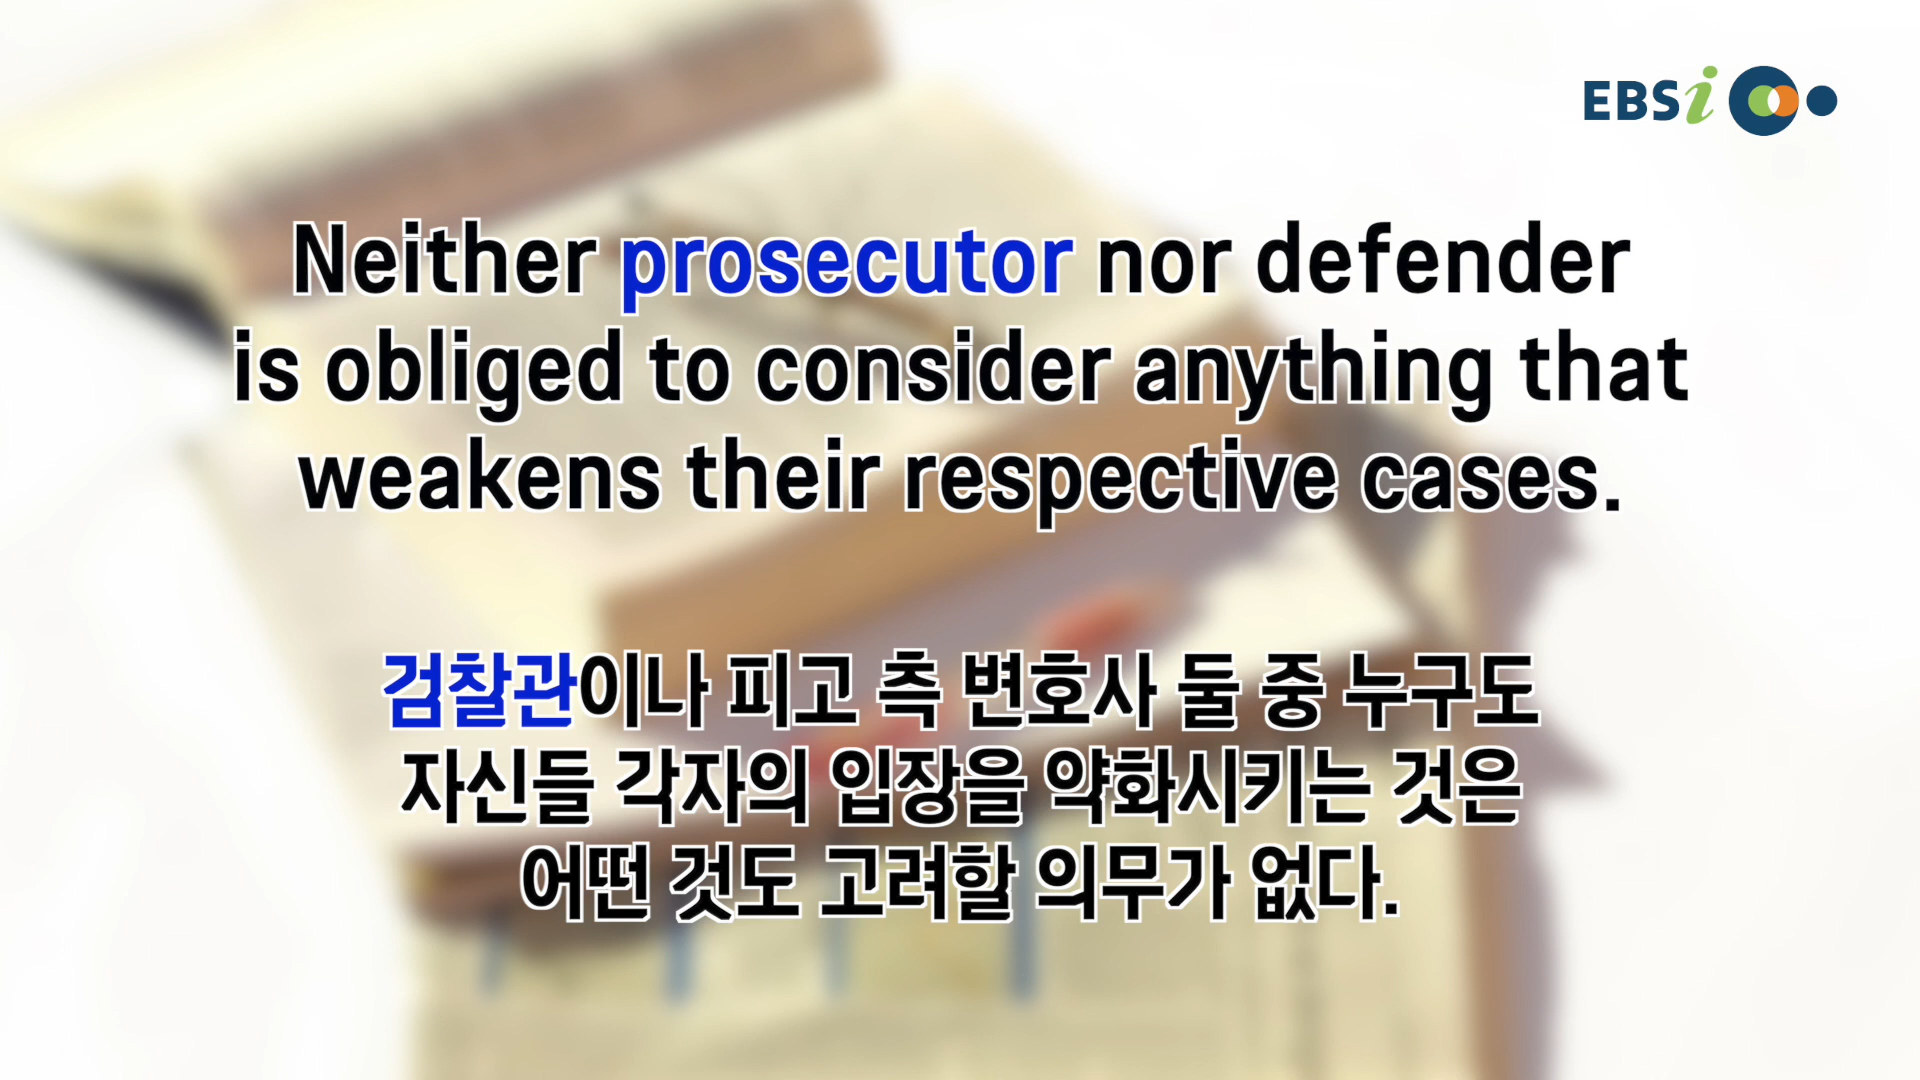 EBSi
Neither prosecutor nor defender
is obliged to consider anything that
weakens their respective cases.
검찰관이나 피고 측 변호사 둘 중 누구도
자신들 각자의 입장을 약화시키는 것은
어떤 것도 고려할 의무가 없다.